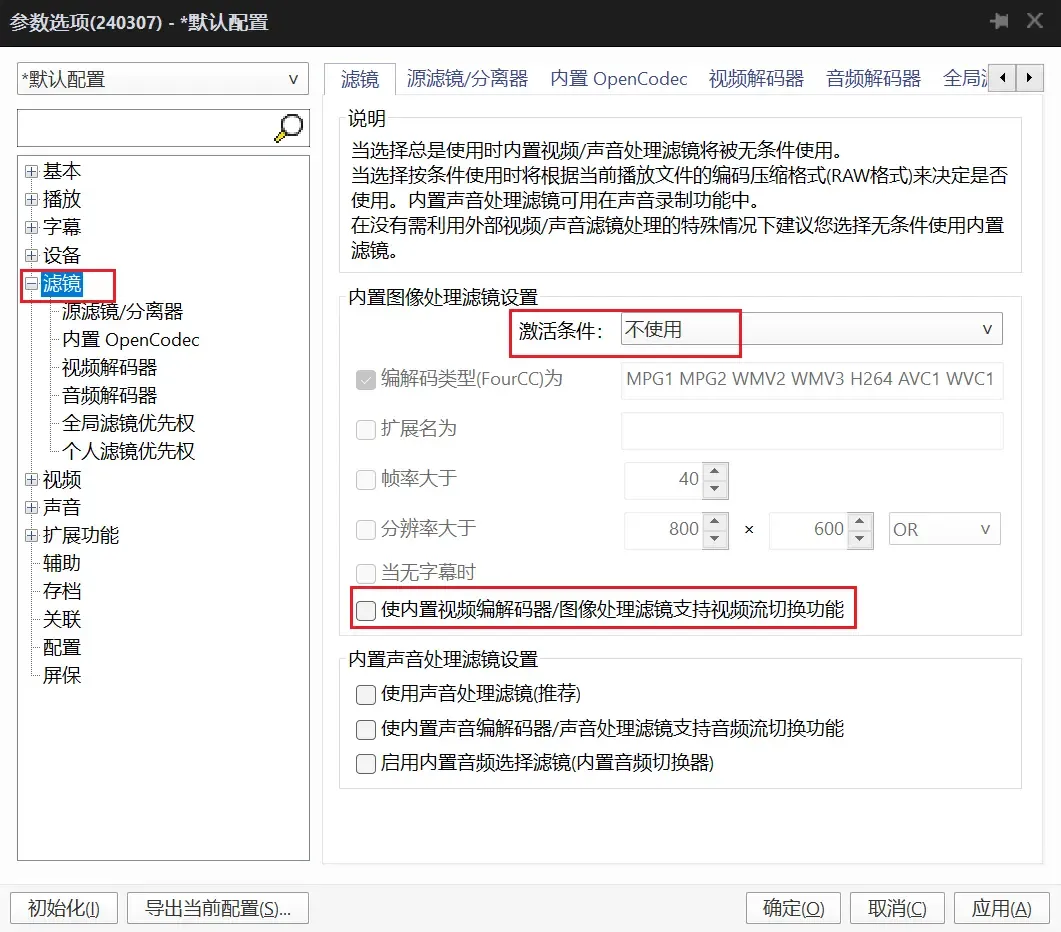 参数选项(240307) - *默认配置
*默认配置
基本
播放
字幕
设备
滤镜
源滤镜/分离器
内置 OpenCodec
视频解码器
音频解码器
全局滤镜优先权
个人滤镜优先权
视频
声音
扩展功能
辅助
存档
关联
配置
屏保
滤镜 源滤镜/分离器 内置 OpenCodec 视频解码器 音频解码器 全局
说明
当选择总是使用时内置视频/声音处理滤镜将被无条件使用。
当选择按条件使用时将根据当前播放文件的编码压缩格式(RAW格式)来决定是否
使用。内置声音处理滤镜可用在声音录制功能中。
在没有需利用外部视频/声音滤镜处理的特殊情况下建议您选择无条件使用内置
滤镜。
内置图像处理滤镜设置
激活条件： 不使用
编解码类型(FourCC)为 MPG1 MPG2 WMV2 WMV3 H264 AVC1 WVC1
扩展名为
帧率大于 40
分辨率大于 800 × 600 OR
当无字幕时
使内置视频编解码器/图像处理滤镜支持视频流切换功能
内置声音处理滤镜设置
使用声音处理滤镜(推荐)
使内置声音编解码器/声音处理滤镜支持音频流切换功能
启用内置音频选择滤镜(内置音频切换器)
初始化(I) 导出当前配置(S)... 确定(O) 取消(C) 应用(A)